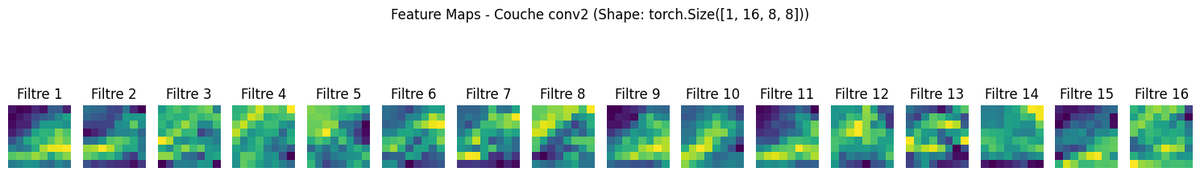 Feature Maps - Couche conv2 (Shape: torch.Size([1, 16, 8, 8]))
Filtre 1 Filtre 2 Filtre 3 Filtre 4 Filtre 5 Filtre 6 Filtre 7 Filtre 8 Filtre 9 Filtre 10 Filtre 11 Filtre 12 Filtre 13 Filtre 14 Filtre 15 Filtre 16